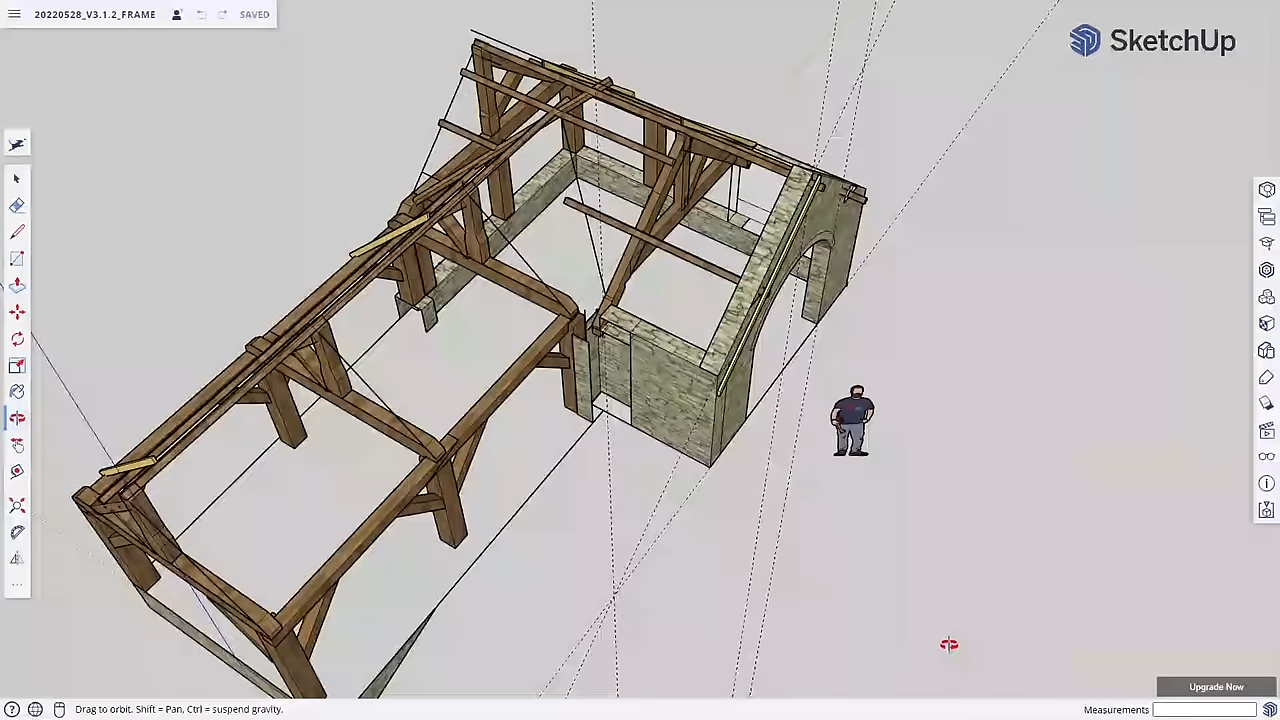 20220528_V3.1.2_FRAME
SAVED
SketchUp
Upgrade Now
Drag to orbit. Shift = Pan, Ctrl = suspend gravity.
Measurements